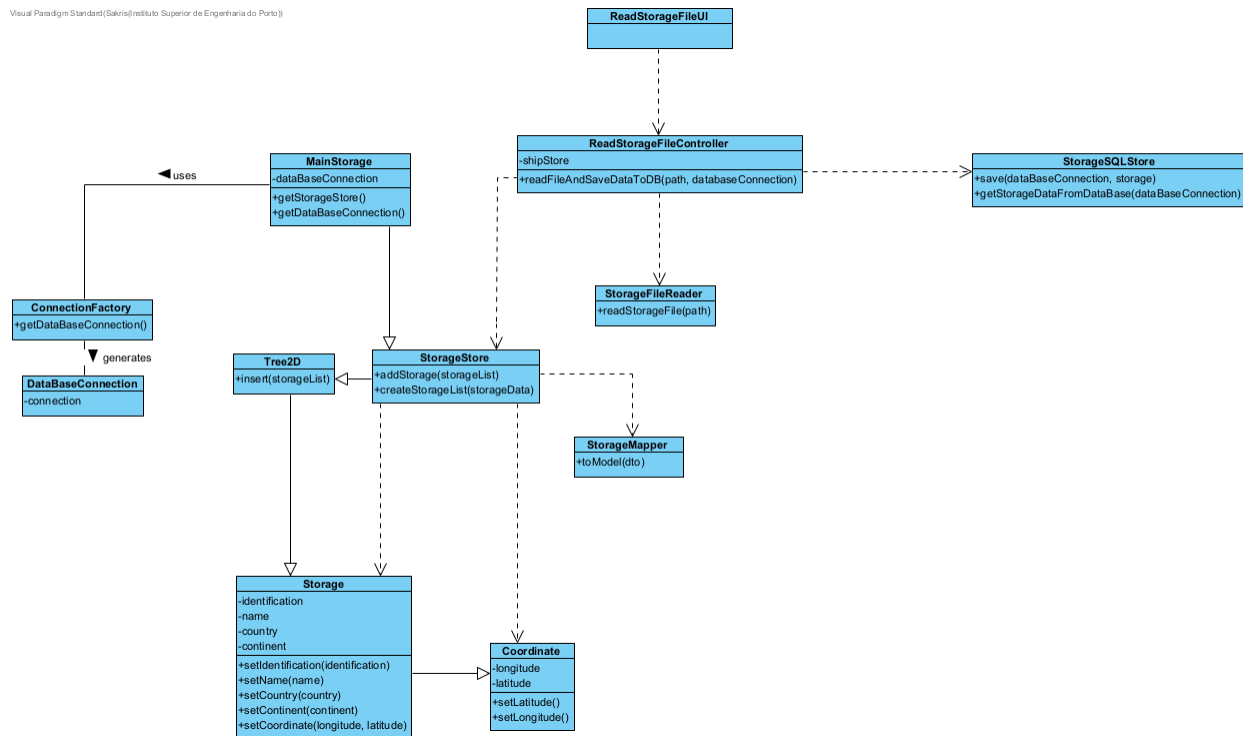 Visual Paradigm Standard(Sakris(Instituto Superior de Engenharia do Porto))
ReadStorageFileUI
ReadStorageFileController
-shipStore
+readFileAndSaveDataToDB(path, databaseConnection)
StorageSQLStore
+save(dataBaseConnection, storage)
+getStorageDataFromDataBase(dataBaseConnection)
MainStorage
-dataBaseConnection
+getStorageStore()
+getDataBaseConnection()
uses
StorageFileReader
+readStorageFile(path)
ConnectionFactory
+getDataBaseConnection()
generates
DataBaseConnection
-connection
Tree2D
+insert(storageList)
StorageStore
+addStorage(storageList)
+createStorageList(storageData)
StorageMapper
+toModel(dto)
Storage
-identification
-name
-country
-continent
+setIdentification(identification)
+setName(name)
+setCountry(country)
+setContinent(continent)
+setCoordinate(longitude, latitude)
Coordinate
-longitude
-latitude
+setLatitude()
+setLongitude()